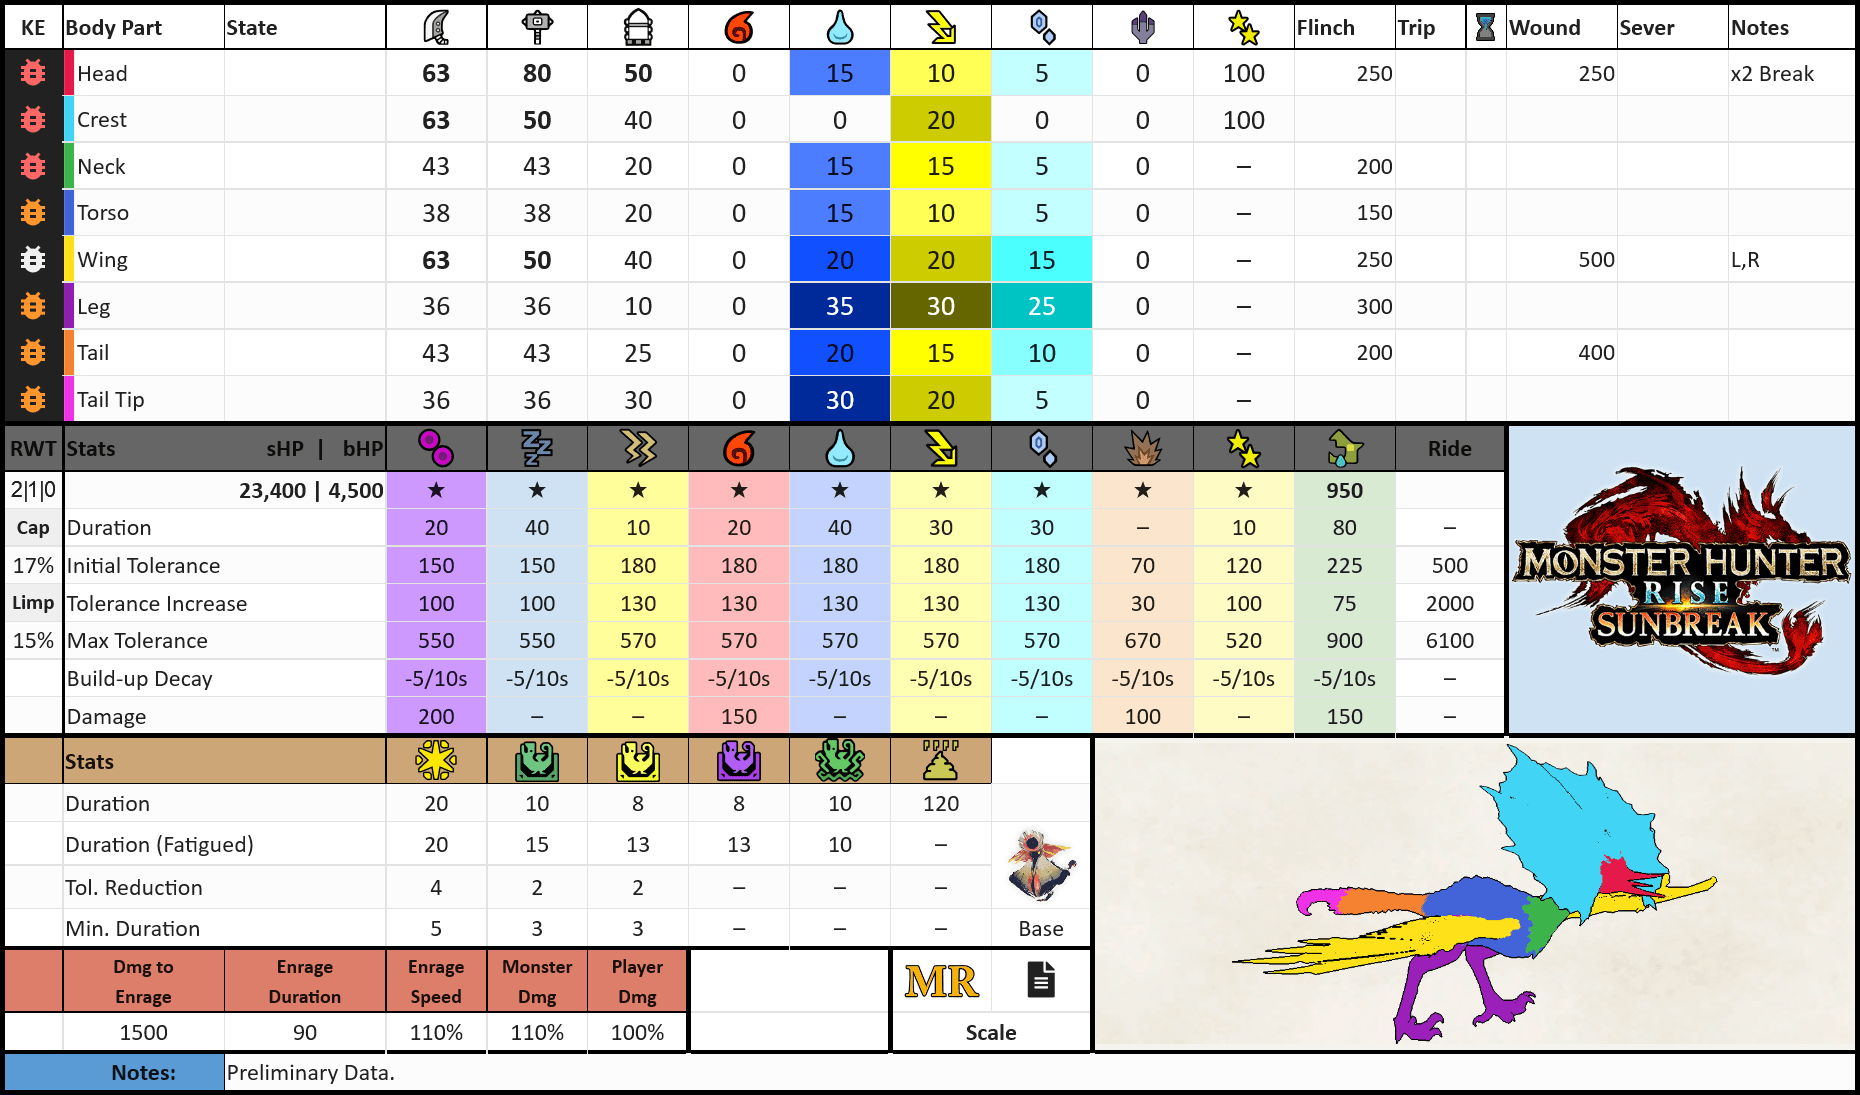 KE Body Part State Flinch Trip Wound Sever Notes
Head 63 80 50 0 15 10 5 0 100 250 250 x2 Break
Crest 63 50 40 0 0 20 0 0 100
Neck 43 43 20 0 15 15 5 0 – 200
Torso 38 38 20 0 15 10 5 0 – 150
Wing 63 50 40 0 20 20 15 0 – 250 500 L,R
Leg 36 36 10 0 35 30 25 0 – 300
Tail 43 43 25 0 20 15 10 0 – 200 400
Tail Tip 36 36 30 0 30 20 5 0 –
RWT Stats sHP | bHP Ride
2|1|0 23,400 | 4,500 ★ ★ ★ ★ ★ ★ ★ ★ ★ 950
Cap Duration 20 40 10 20 40 30 30 – 10 80 –
17% Initial Tolerance 150 150 180 180 180 180 180 70 120 225 500
Limp Tolerance Increase 100 100 130 130 130 130 130 30 100 75 2000
15% Max Tolerance 550 550 570 570 570 570 570 670 520 900 6100
Build-up Decay -5/10s -5/10s -5/10s -5/10s -5/10s -5/10s -5/10s -5/10s -5/10s -5/10s –
Damage 200 – – 150 – – – 100 – 150 –
MONSTER HUNTER
RISE
SUNBREAK™
Stats
Duration 20 10 8 8 10 120
Duration (Fatigued) 20 15 13 13 10 –
Tol. Reduction 4 2 2 – – –
Min. Duration 5 3 3 – – – Base
Dmg to Enrage Enrage Monster Player
Enrage Duration Speed Dmg Dmg
MR
1500 90 110% 110% 100% Scale
Notes: Preliminary Data.